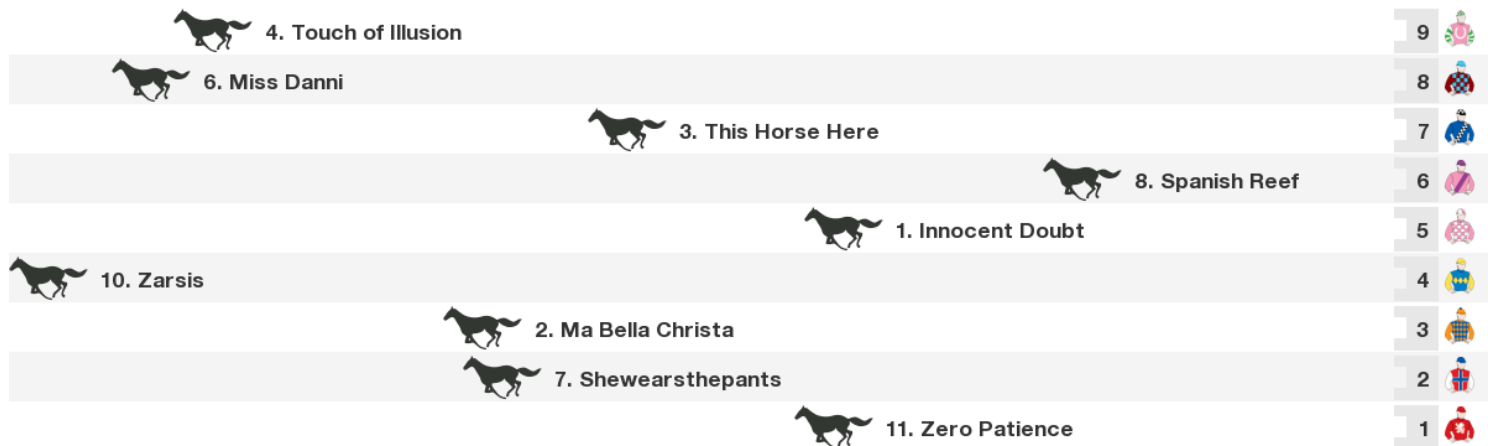 4. Touch of Illusion 9
6. Miss Danni 8
3. This Horse Here 7
8. Spanish Reef 6
1. Innocent Doubt 5
10. Zarsis 4
2. Ma Bella Christa 3
7. Shewearsthepants 2
11. Zero Patience 1